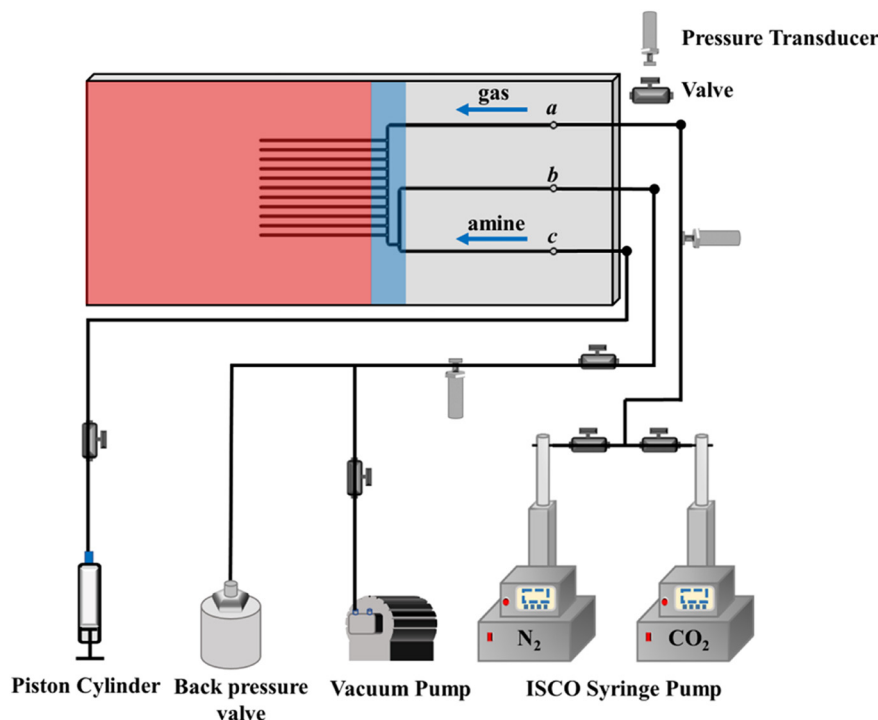 Pressure Transducer
Valve
gas
a
b
amine
c
N2
CO2
Piston Cylinder
Back pressure
valve
Vacuum Pump
ISCO Syringe Pump